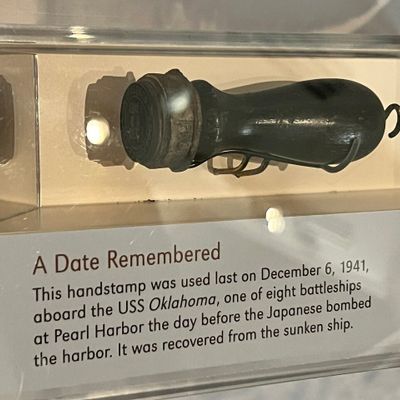 A Date Remembered
This handstamp was used last on December 6, 1941,
aboard the USS Oklahoma, one of eight battleships
at Pearl Harbor the day before the Japanese bombed
the harbor. It was recovered from the sunken ship.